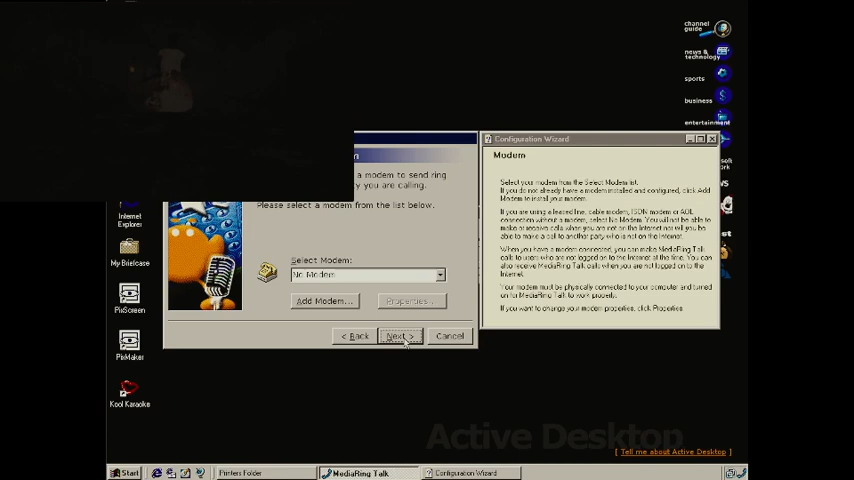 channel
guide
news &
technology
sports
business
entertainment
Configuration Wizard
Modem
a modem to send ring
you are calling.
Please select a modem from the list below.
Select Modem:
No Modem
Add Modem...
Properties...
< Back
Next >
Cancel
Select your modem from the Select Modem list.
If you do not already have a modem installed and configured, click Add
Modem to install your modem.
If you are using a leased line, cable modem, ISDN modem or AOL
connection without a modem, select No Modem. You will not be able to
make or receive calls when you are not on the Internet nor will you be
able to make a call to another party who is not on the Internet.
When you have a modem connected, you can make MediaRing Talk
calls to users who are not logged on to the Internet at the time. You can
also receive MediaRing Talk calls when you are not logged on to the
Internet.
Your modem must be physically connected to your computer and turned
on for MediaRing Talk to work properly.
If you want to change your modem properties, click Properties.
Internet
Explorer
My Briefcase
PixScreen
PixMaker
Kool Karaoke
Active Desktop
[ Tell me about Active Desktop ]
Start
Printers Folder
MediaRing Talk
Configuration Wizard